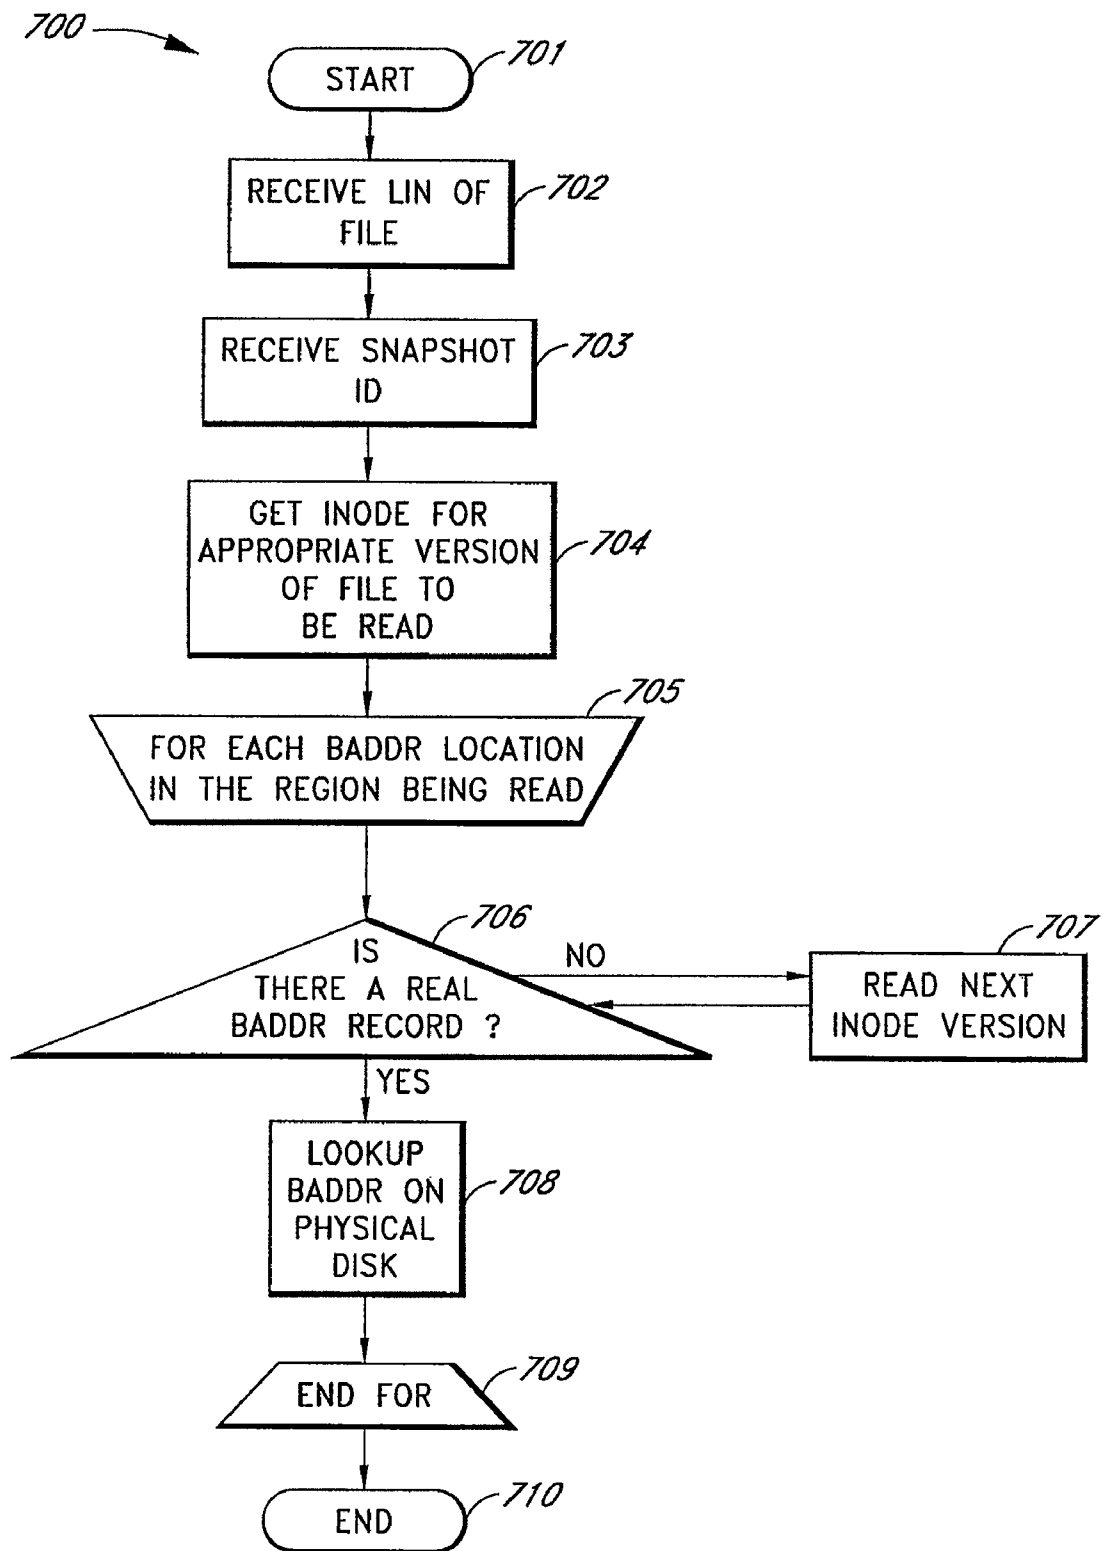 700
START
701
RECEIVE LIN OF
FILE
702
RECEIVE SNAPSHOT
ID
703
GET INODE FOR
APPROPRIATE VERSION
OF FILE TO
BE READ
704
705
FOR EACH BADDR LOCATION
IN THE REGION BEING READ
706
IS
THERE A REAL
BADDR RECORD ?
NO
707
READ NEXT
INODE VERSION
YES
LOOKUP
BADDR ON
PHYSICAL
DISK
708
END FOR
709
END
710